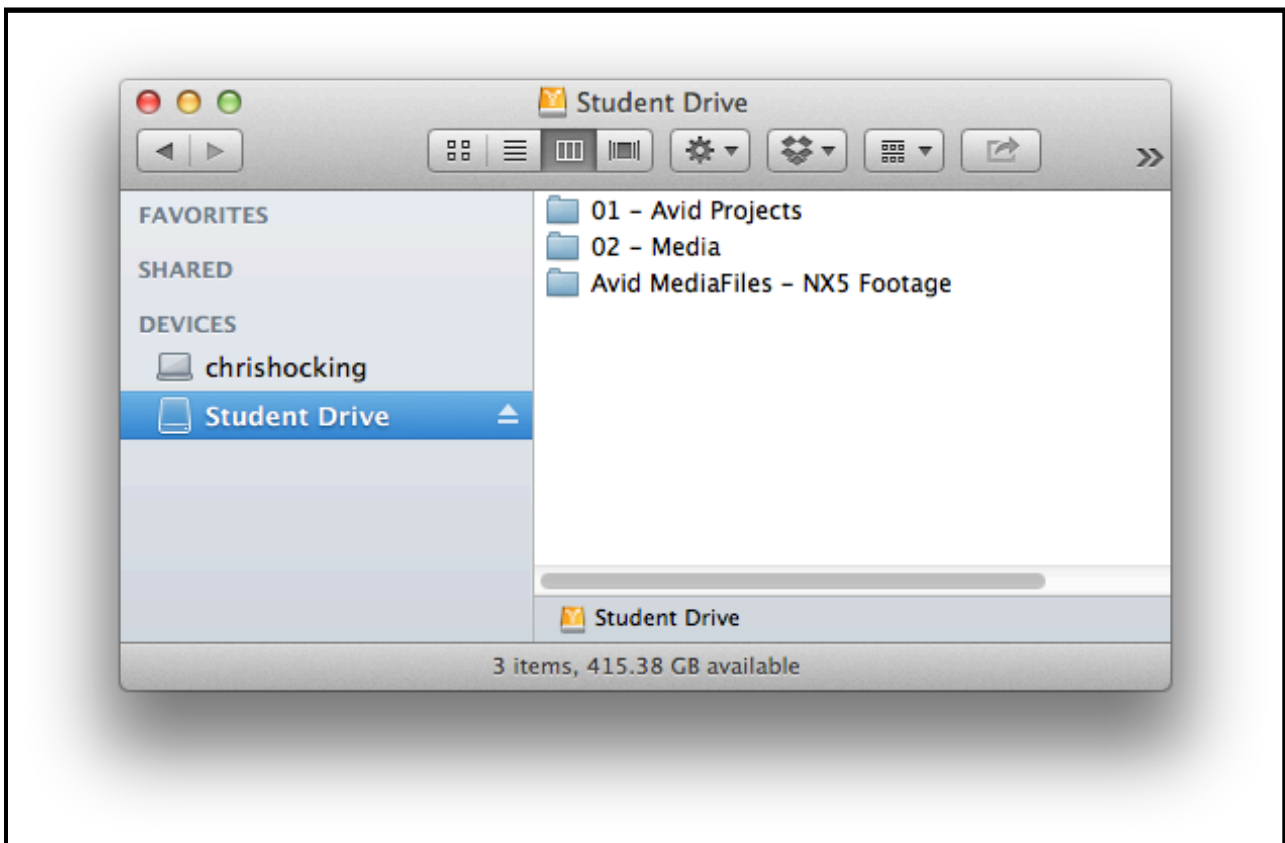 Student Drive
FAVORITES
SHARED
DEVICES
chrishocking
Student Drive
01 – Avid Projects
02 – Media
Avid MediaFiles – NX5 Footage
Student Drive
3 items, 415.38 GB available